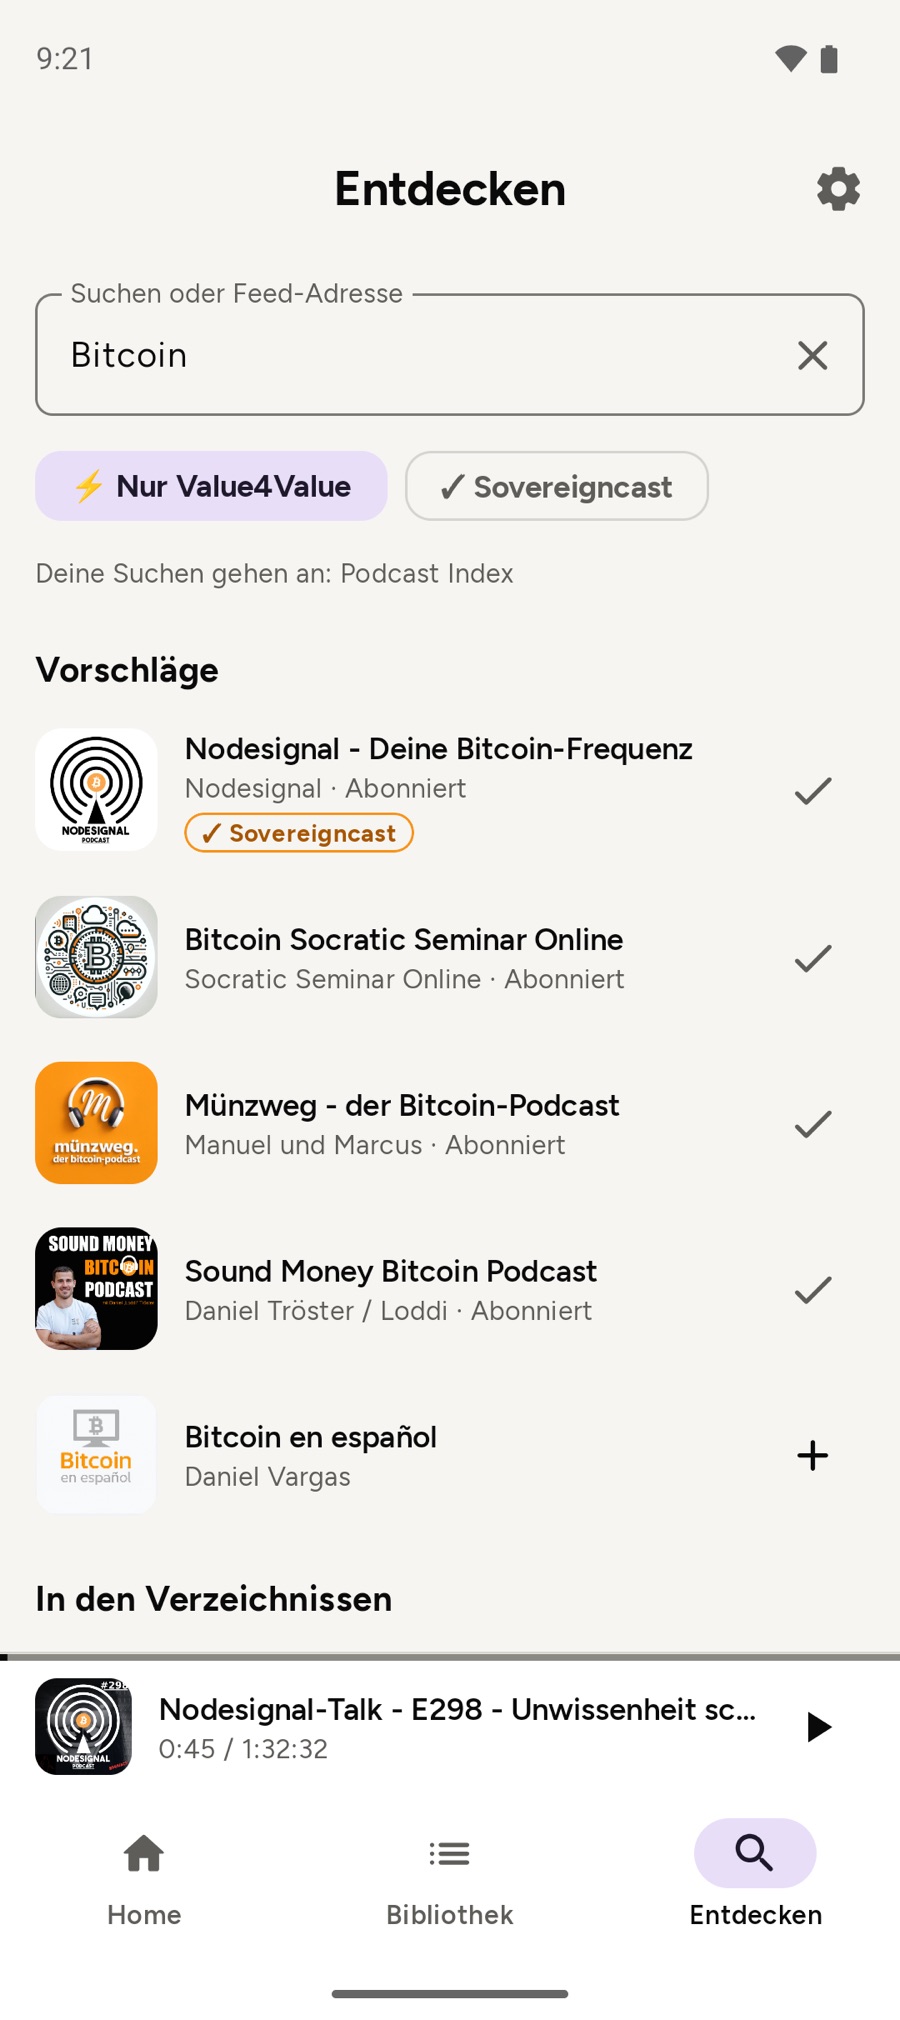 9:21
Entdecken
Suchen oder Feed-Adresse
Bitcoin
⚡ Nur Value4Value
✓ Sovereigncast
Deine Suchen gehen an: Podcast Index
Vorschläge
NODESIGNAL
PODCAST
Nodesignal - Deine Bitcoin-Frequenz
Nodesignal · Abonniert
✓ Sovereigncast
Bitcoin Socratic Seminar Online
Socratic Seminar Online · Abonniert
münzweg.
der bitcoin-podcast
Münzweg - der Bitcoin-Podcast
Manuel und Marcus · Abonniert
SOUND MONEY
BITCOIN
PODCAST
Sound Money Bitcoin Podcast
Daniel Tröster / Loddi · Abonniert
Bitcoin
en español
Bitcoin en español
Daniel Vargas
In den Verzeichnissen
#298
NODESIGNAL
PODCAST
Nodesignal-Talk - E298 - Unwissenheit sc...
0:45 / 1:32:32
Home
Bibliothek
Entdecken